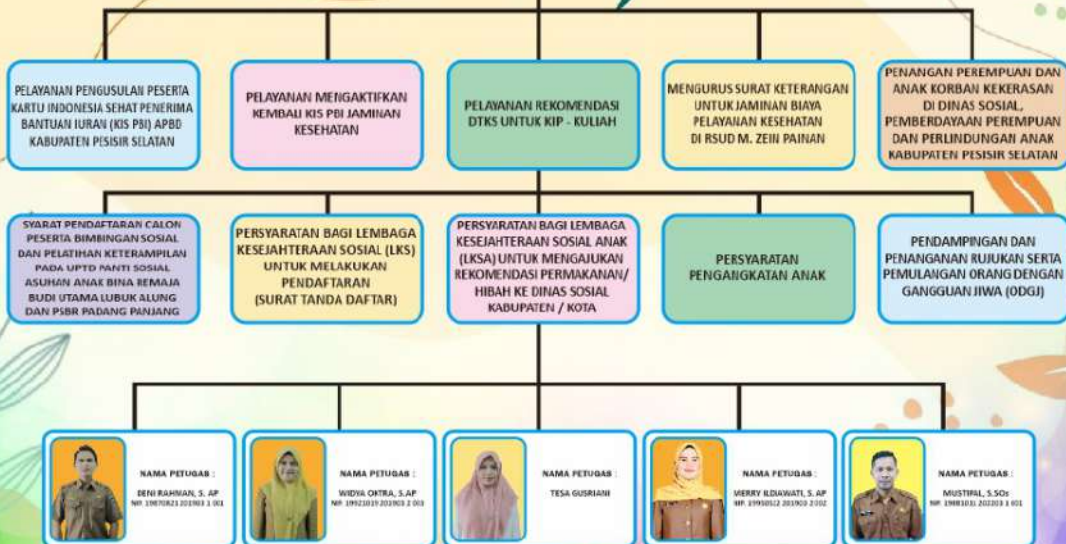 PELAYANAN PENGUSULAN PESERTA
KARTU INDONESIA SEHAT PENERIMA
BANTUAN IURAN (KIS PBI) APBD
KABUPATEN PESISIR SELATAN
PELAYANAN MENGAKTIFKAN
KEMBALI KIS PBI JAMINAN
KESEHATAN
PELAYANAN REKOMENDASI
DTKS UNTUK KIP - KULIAH
MENGURUS SURAT KETERANGAN
UNTUK JAMINAN BIAYA
PELAYANAN KESEHATAN
DI RSUD M. ZEIN PAINAN
PENANGAN PEREMPUAN DAN
ANAK KORBAN KEKERASAN
DI DINAS SOSIAL,
PEMBERDAYAAN PEREMPUAN
DAN PERLINDUNGAN ANAK
KABUPATEN PESISIR SELATAN
SYARAT PENDAFTARAN CALON
PESERTA BIMBINGAN SOSIAL
DAN PELATIHAN KETERAMPILAN
PADA UPTD PANTI SOSIAL
ASUHAN ANAK BINA REMAJA
BUDI UTAMA LUBUK ALUNG
DAN PSBR PADANG PANJANG
PERSYARATAN BAGI LEMBAGA
KESEJAHTERAAN SOSIAL (LKS)
UNTUK MELAKUKAN
PENDAFTARAN
(SURAT TANDA DAFTAR)
PERSYARATAN BAGI LEMBAGA
KESEJAHTERAAN SOSIAL ANAK
(LKSA) UNTUK MENGAJUKAN
REKOMENDASI PERMAKANAN/
HIBAH KE DINAS SOSIAL
KABUPATEN / KOTA
PERSYARATAN
PENGANGKATAN ANAK
PENDAMPINGAN DAN
PENANGANAN RUJUKAN SERTA
PEMULANGAN ORANG DENGAN
GANGGUAN JIWA (ODGJ)
NAMA PETUGAS :
DENI RAHMAN, S. AP
NIP.
NAMA PETUGAS :
WIDYA OKTRA, S.AP
NIP.
NAMA PETUGAS :
TESA GUSRIANI
NAMA PETUGAS :
MERRY ILDIAWATI, S. AP
NIP.
NAMA PETUGAS :
MUSTIPAL, S.SOs
NIP.